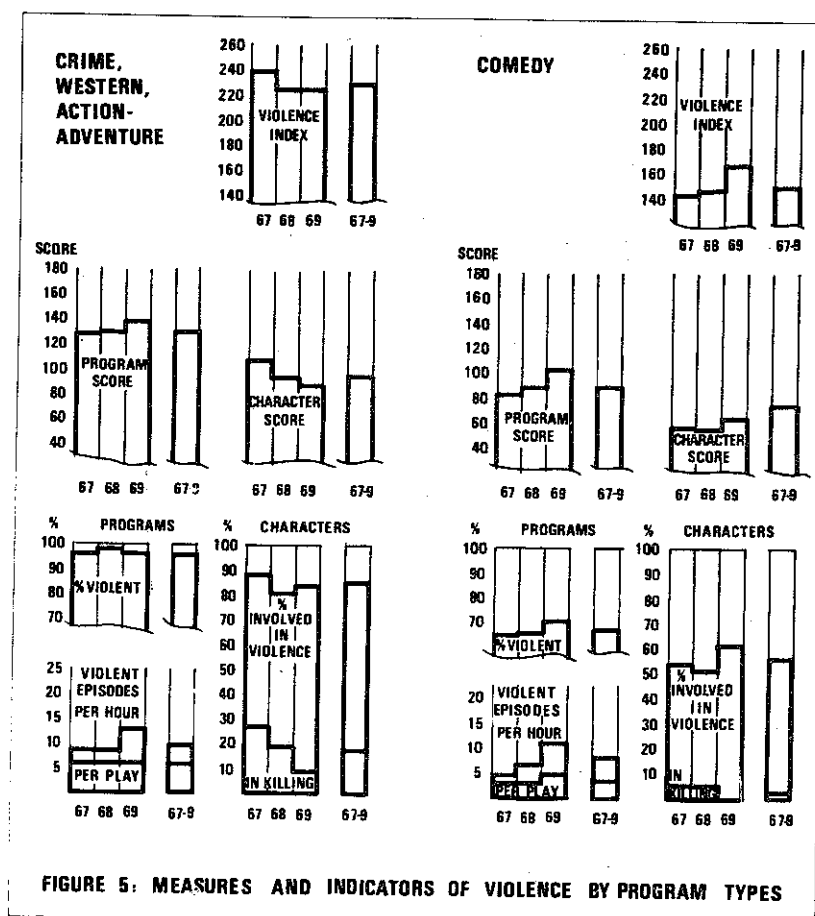 CRIME,
WESTERN,
ACTION-
ADVENTURE
260
240
220
200
180
160
140
VIOLENCE
INDEX
67 68 69 67-9
SCORE
180
160
140
120
100
80
60
40
PROGRAM
SCORE
CHARACTER
SCORE
67 68 69 67-9 67 68 69 67-9
% PROGRAMS
100
90
80
70
% VIOLENT
25
20
15
10
5
VIOLENT
EPISODES
PER HOUR
PER PLAY
67 68 69 67-9
% CHARACTERS
100
90
80
70
60
50
40
30
20
10
%
INVOLVED
IN
VIOLENCE
IN KILLING
67 68 69 67-9
COMEDY
260
240
220
200
180
160
140
VIOLENCE
INDEX
67 68 69 67-9
SCORE
180
160
140
120
100
80
60
40
PROGRAM
SCORE
CHARACTER
SCORE
67 68 69 67-9 67 68 69 67-9
% PROGRAMS
100
90
80
70
% VIOLENT
20
15
10
5
VIOLENT
EPISODES
PER HOUR
PER PLAY
67 68 69 67-9
% CHARACTERS
100
90
80
70
60
50
40
30
20
10
%
INVOLVED
IN
VIOLENCE
IN
KILLING
67 68 69 67-9
FIGURE 5: MEASURES AND INDICATORS OF VIOLENCE BY PROGRAM TYPES